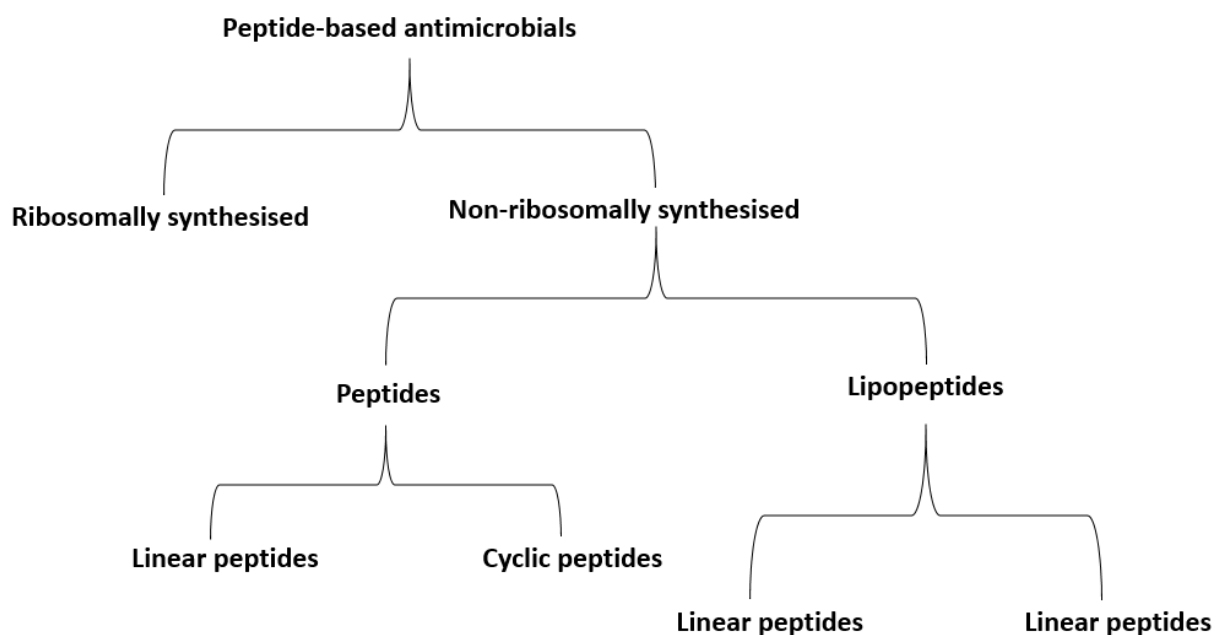 Peptide-based antimicrobials
Ribosomally synthesised
Non-ribosomally synthesised
Peptides
Lipopeptides
Linear peptides
Cyclic peptides
Linear peptides
Linear peptides